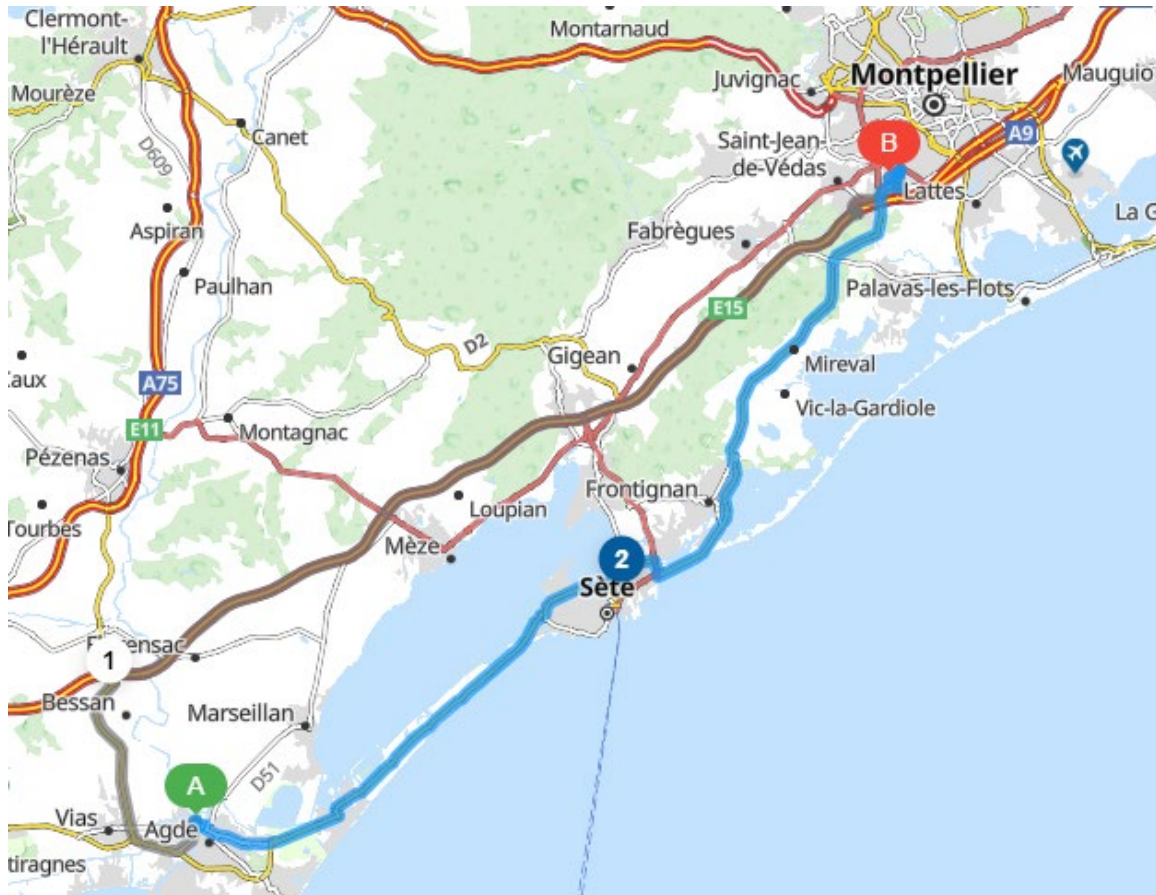 Clermont-
l'Hérault
Montarnaud
Mourèze
Canet
D609
Juvignac
Montpellier
Mauguio
A9
Saint-Jean-
de-Védas
B
Lattes
Aspiran
Paulhan
Fabrègues
La G
Palavas-les-Flots
E15
D2
Gigean
Mireval
Vic-la-Gardiole
A75
E11
Montagnac
Pézenas
Tourbes
Loupian
Mèze
Frontignan
2
Sète
1
Bessan
Marseillan
A
D51
Vias
Agde
tiragnes